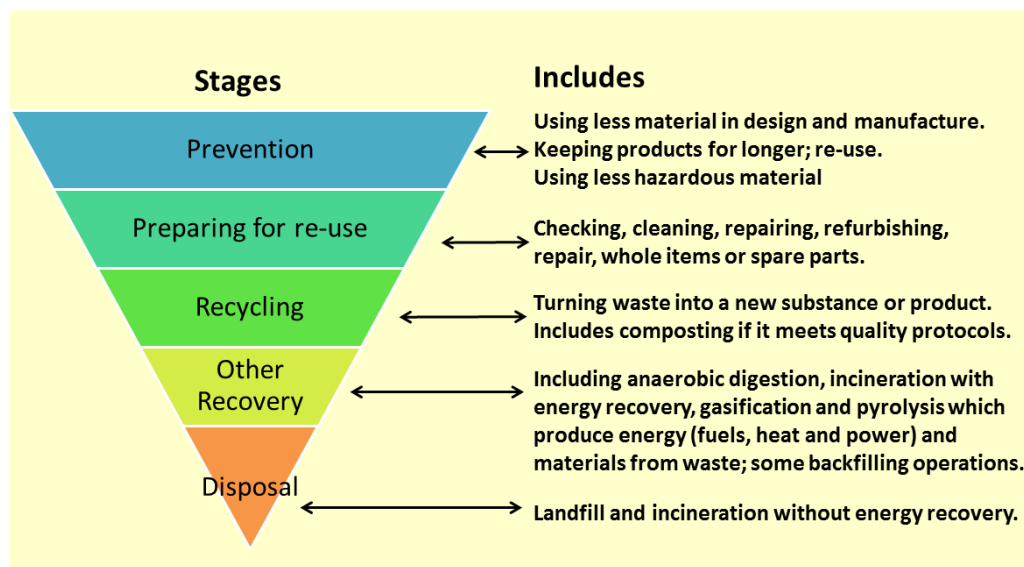 Stages
Includes
Prevention
Using less material in design and manufacture.
Keeping products for longer; re-use.
Using less hazardous material
Preparing for re-use
Checking, cleaning, repairing, refurbishing,
repair, whole items or spare parts.
Recycling
Turning waste into a new substance or product.
Includes composting if it meets quality protocols.
Other
Recovery
Including anaerobic digestion, incineration with
energy recovery, gasification and pyrolysis which
produce energy (fuels, heat and power) and
materials from waste; some backfilling operations.
Disposal
Landfill and incineration without energy recovery.